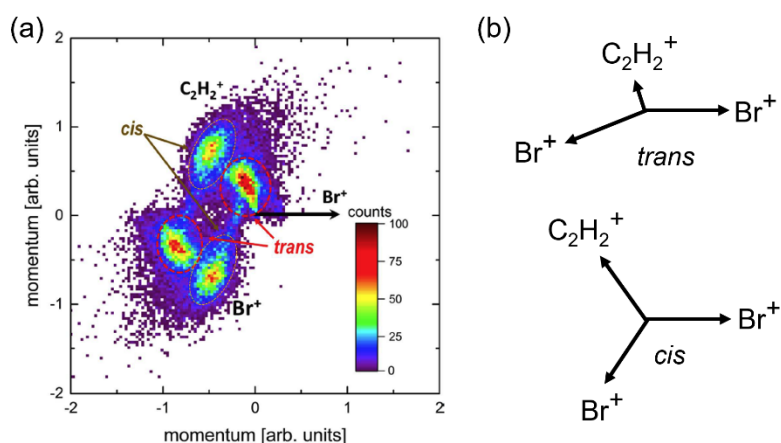 (a)
C₂H₂⁺
cis
Br⁺
counts
100
75
50
25
0
trans
Br⁺
2
1
0
-1
-2
momentum [arb. units]
-2
-1
0
1
2
momentum [arb. units]
(b)
C₂H₂⁺
Br⁺
Br⁺
trans
C₂H₂⁺
Br⁺
cis
Br⁺